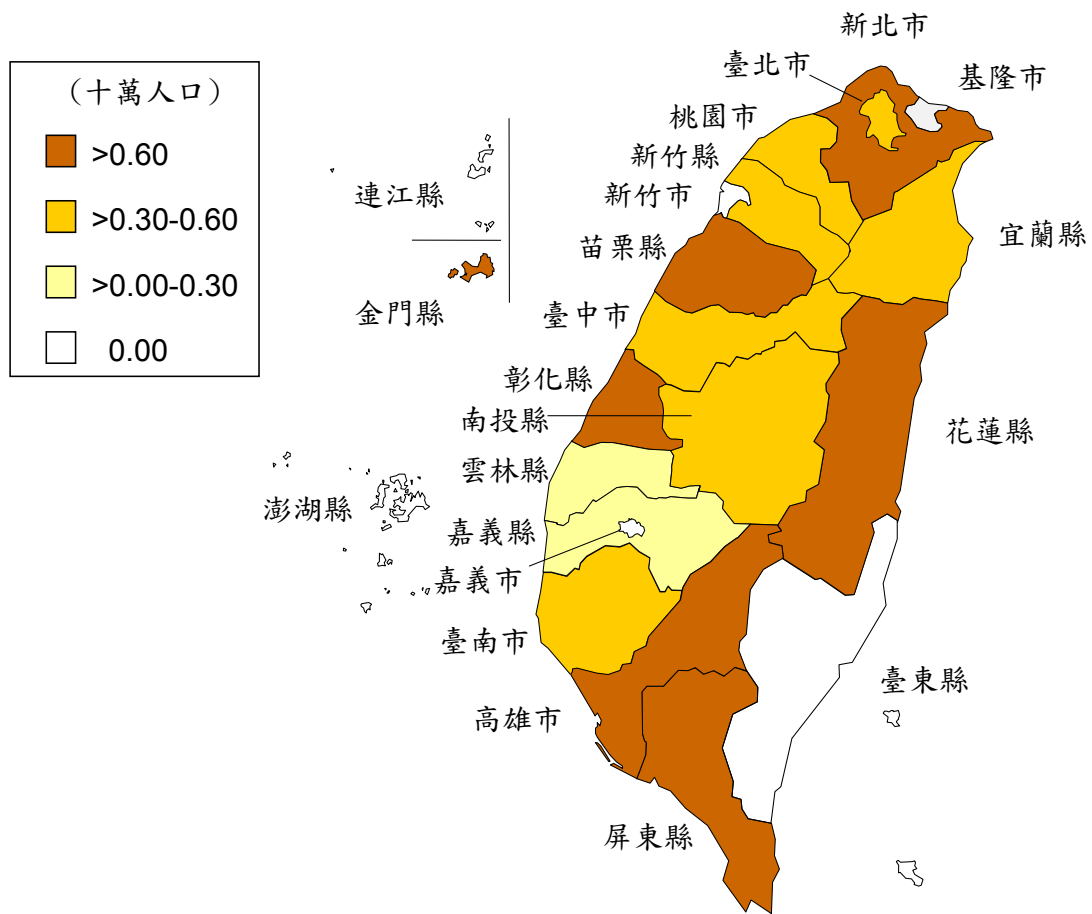 （十萬人口）
>0.60
>0.30-0.60
>0.00-0.30
0.00
新北市
臺北市
基隆市
桃園市
新竹縣
新竹市
連江縣
苗栗縣
宜蘭縣
金門縣
臺中市
彰化縣
南投縣
花蓮縣
雲林縣
澎湖縣
嘉義縣
嘉義市
臺南市
臺東縣
高雄市
屏東縣